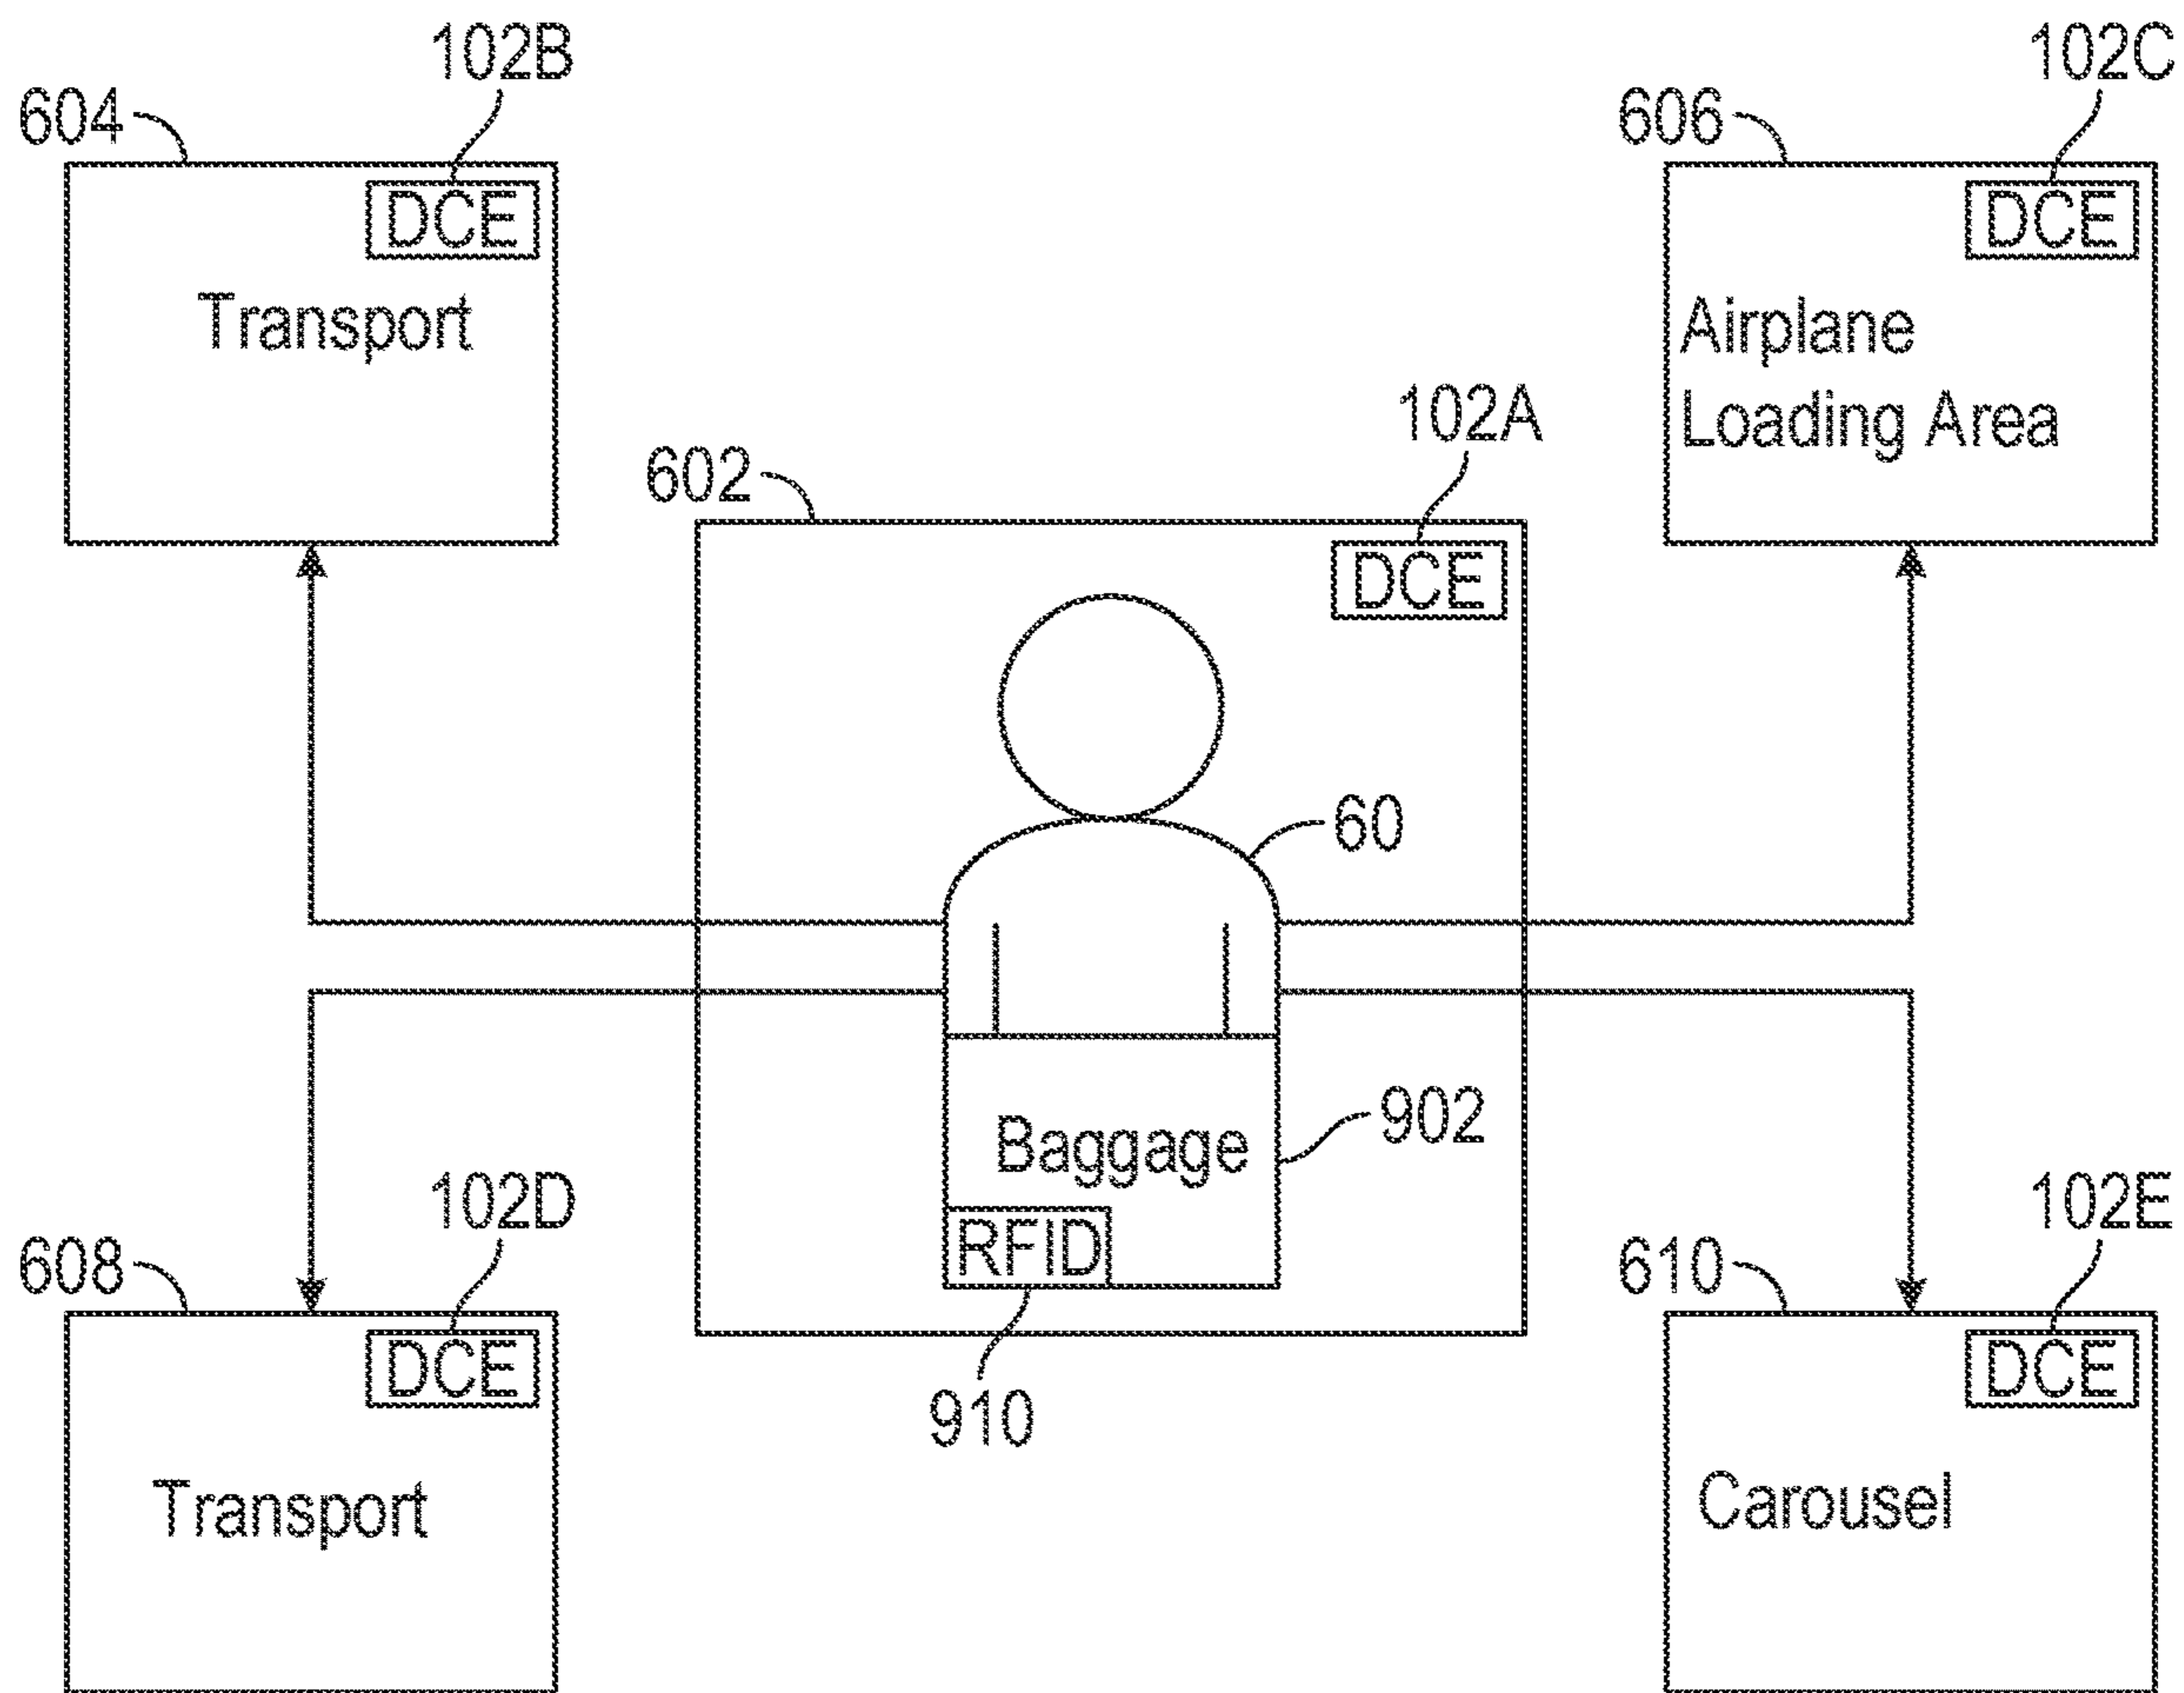 102B
102C
604
606
DCE
DCE
Transport
Airplane
Loading Area
102A
602
DCE
60
Baggage
902
RFID
910
102D
102E
608
610
DCE
DCE
Transport
Carousel